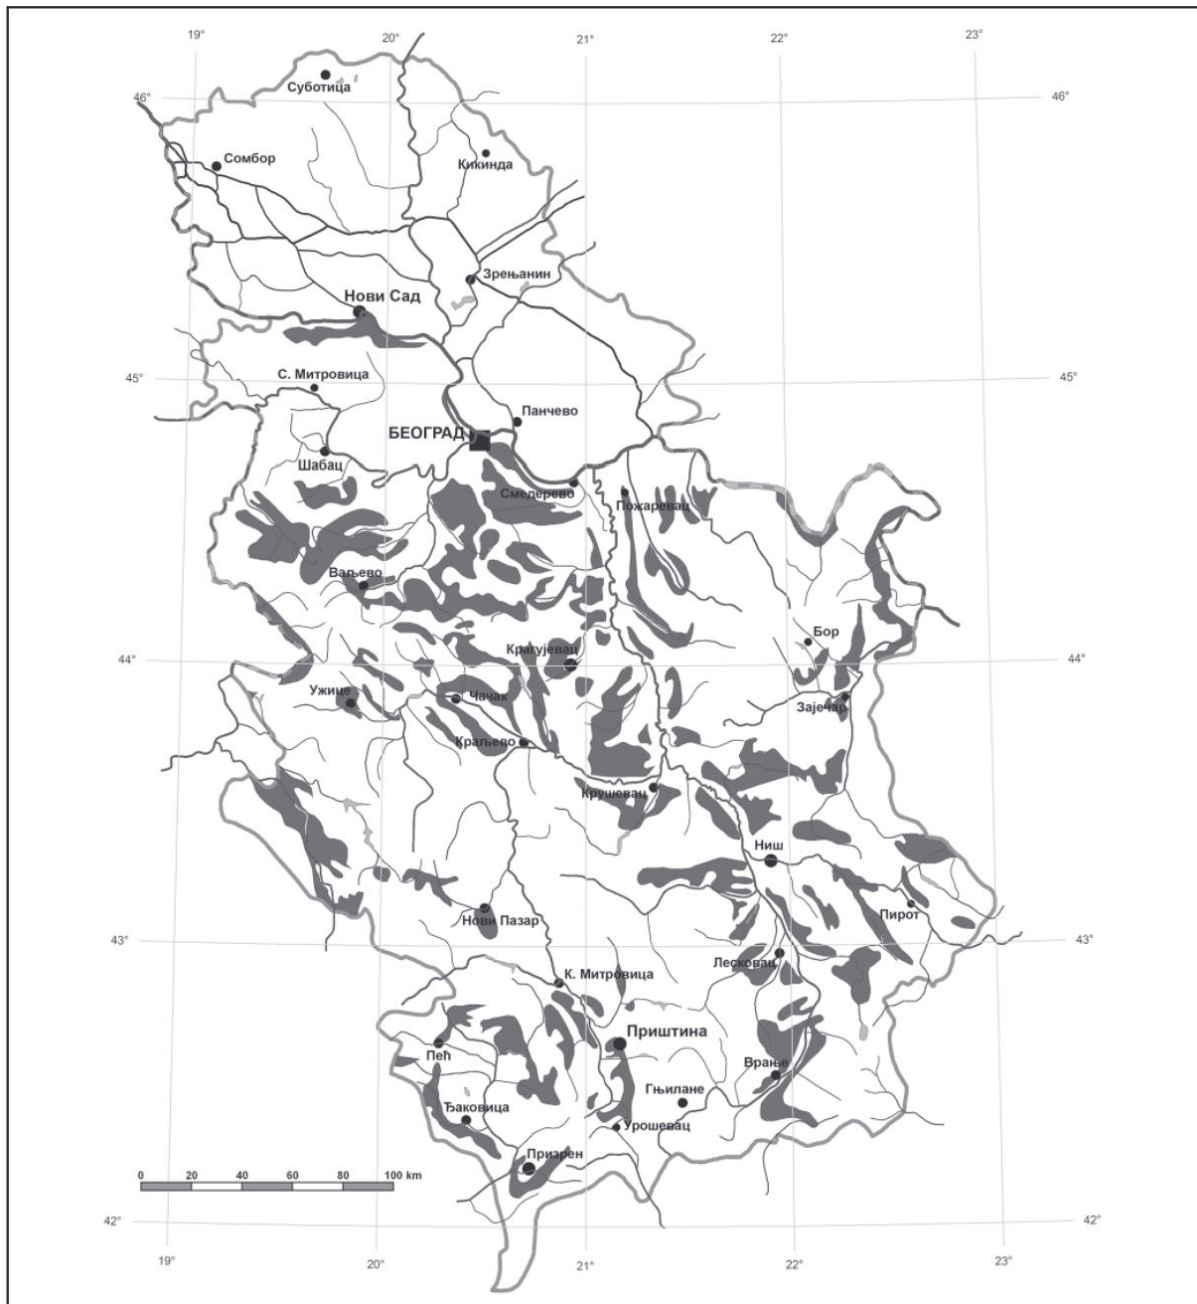 19°
20°
21°
22°
23°
46°
46°
Суботица
Сомбор
Кикинда
Зрењанин
Нови Сад
45°
45°
С. Митровица
Панчево
БЕОГРАД
Шабац
Смедерево
Пожаревац
Ваљево
Бор
44°
44°
Крагујевац
Ужице
Чачак
Зајечар
Краљево
Крушевац
Ниш
Нови Пазар
Пирот
43°
43°
Лесковац
К. Митровица
Приштина
Пећ
Врање
Гњилане
Ђаковица
Урошевац
Призрен
0 20 40 60 80 100 km
42°
42°
19°
20°
21°
22°
23°